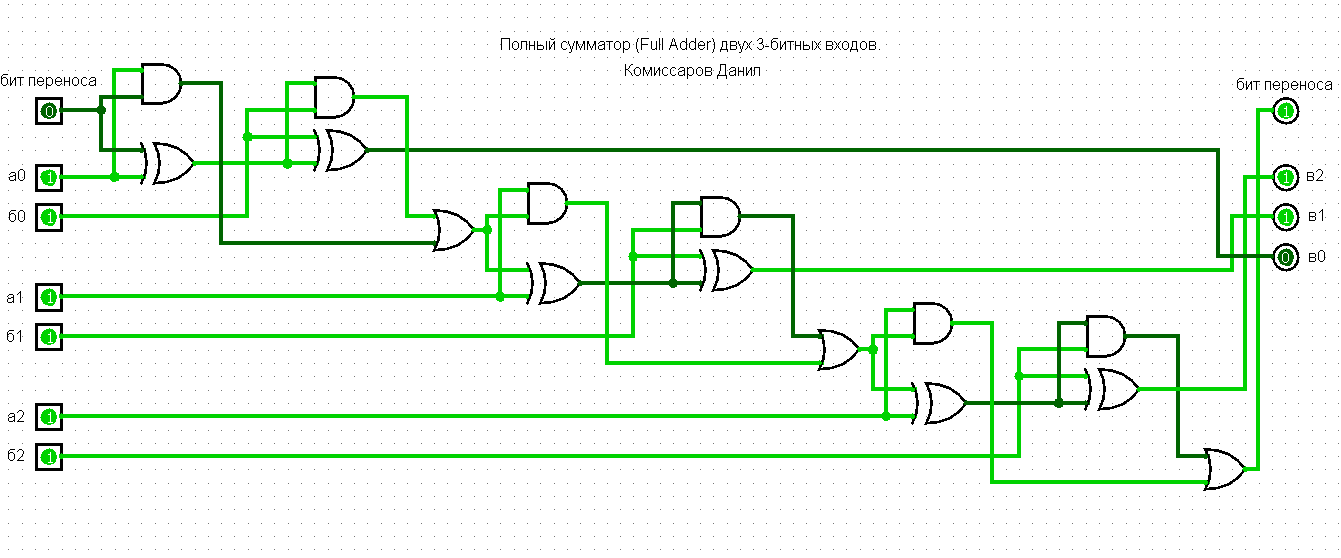 Полный сумматор (Full Adder) двух 3-битных входов.
Комиссаров Данил
бит переноса
0
бит переноса
1
а0 1
1 в2
б0 1
1 в1
0 в0
а1 1
б1 1
а2 1
б2 1